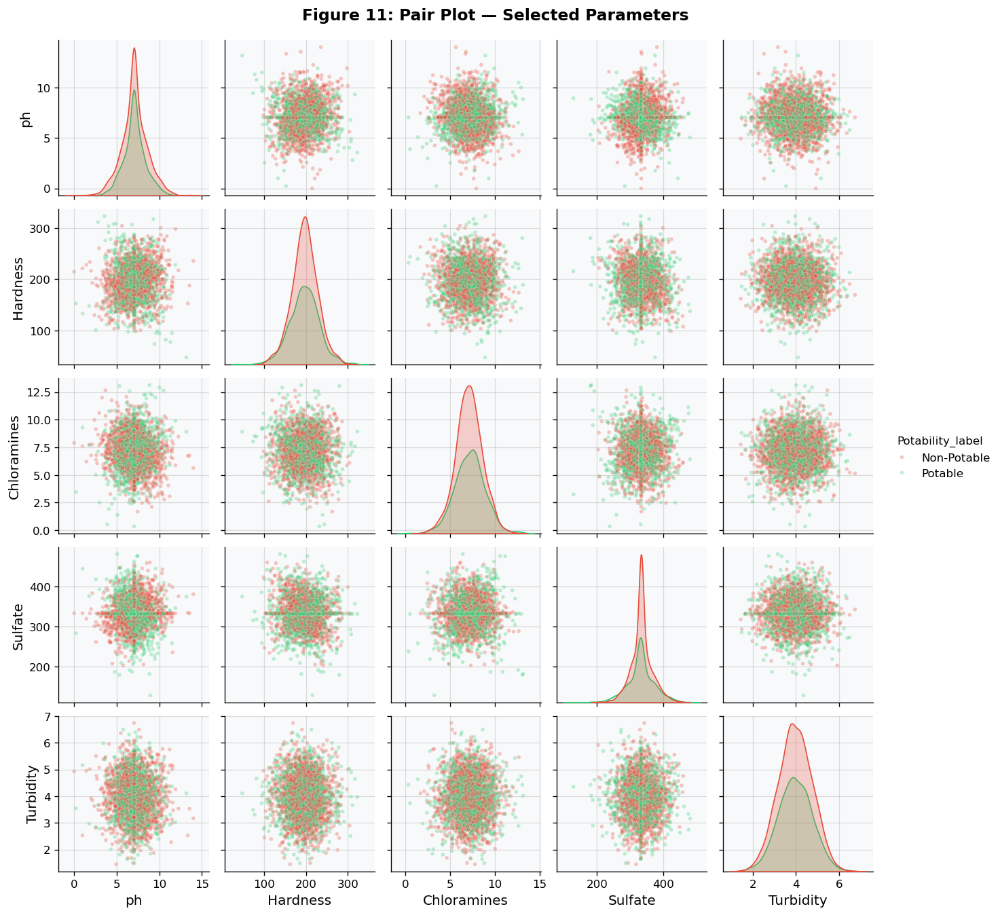 Figure 11: Pair Plot — Selected Parameters
ph
10
5
0
Hardness
300
200
100
Chloramines
12.5
10.0
7.5
5.0
2.5
0.0
Potability_label
Non-Potable
Potable
Sulfate
400
300
200
Turbidity
7
6
5
4
3
2
0 5 10 15 100 200 300 0 5 10 15 200 400 2 4 6
ph Hardness Chloramines Sulfate Turbidity